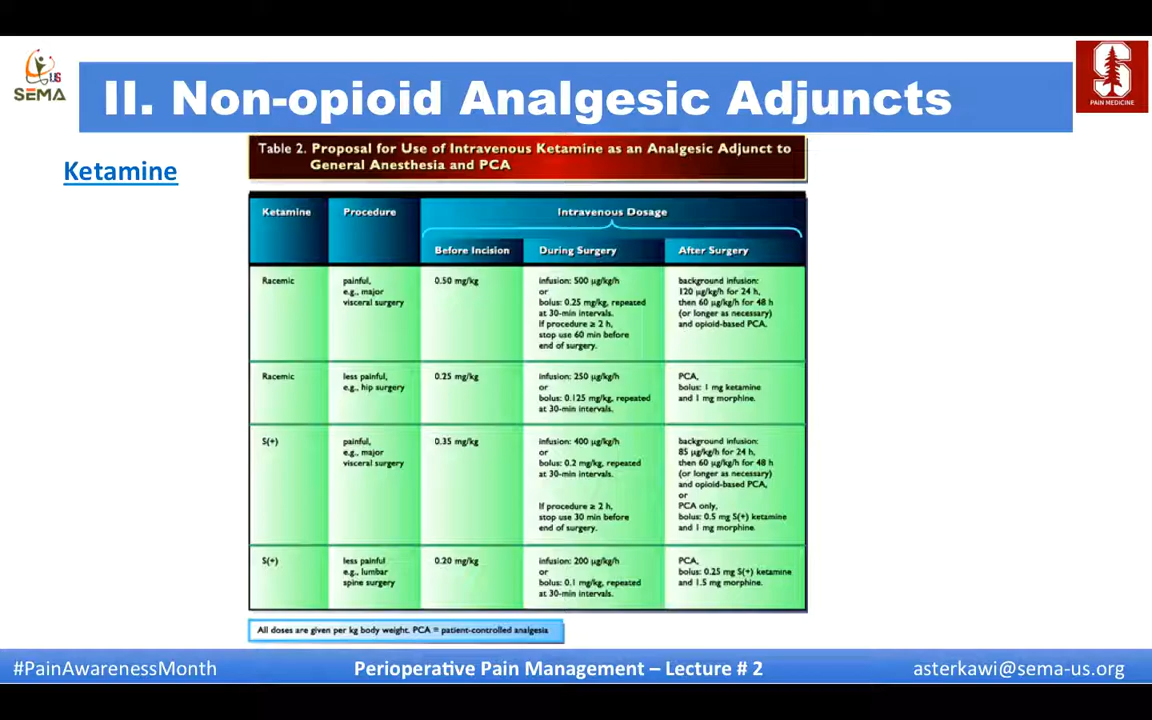 US
SEMA
II. Non-opioid Analgesic Adjuncts
S
PAIN MEDICINE
Ketamine
Table 2. Proposal for Use of Intravenous Ketamine as an Analgesic Adjunct to
General Anesthesia and PCA
Ketamine
Procedure
Intravenous Dosage
Before Incision
During Surgery
After Surgery
Racemic
painful,
e.g., major
visceral surgery
0.50 mg/kg
infusion: 500 µg/kg/h
or
bolus: 0.25 mg/kg, repeated
at 30-min intervals.
If procedure ≥ 2 h,
stop use 60 min before
end of surgery.
background infusion:
120 µg/kg/h for 24 h,
then 60 µg/kg/h for 48 h
(or longer as necessary)
and opioid-based PCA.
Racemic
less painful,
e.g., hip surgery
0.25 mg/kg
infusion: 250 µg/kg/h
or
bolus: 0.125 mg/kg, repeated
at 30-min intervals.
PCA,
bolus: 1 mg ketamine
and 1 mg morphine.
S(+)
painful,
e.g., major
visceral surgery
0.35 mg/kg
infusion: 400 µg/kg/h
or
bolus: 0.2 mg/kg, repeated
at 30-min intervals.
If procedure ≥ 2 h,
stop use 30 min before
end of surgery.
background infusion:
85 µg/kg/h for 24 h,
then 60 µg/kg/h for 48 h
(or longer as necessary)
and opioid-based PCA,
or
PCA only,
bolus: 0.5 mg S(+) ketamine
and 1 mg morphine.
S(+)
less painful
e.g., lumbar
spine surgery
0.20 mg/kg
infusion: 200 µg/kg/h
or
bolus: 0.1 mg/kg, repeated
at 30-min intervals.
PCA,
bolus: 0.25 mg S(+) ketamine
and 1.5 mg morphine.
All doses are given per kg body weight. PCA = patient-controlled analgesia
#PainAwarenessMonth
Perioperative Pain Management – Lecture # 2
asterkawi@sema-us.org